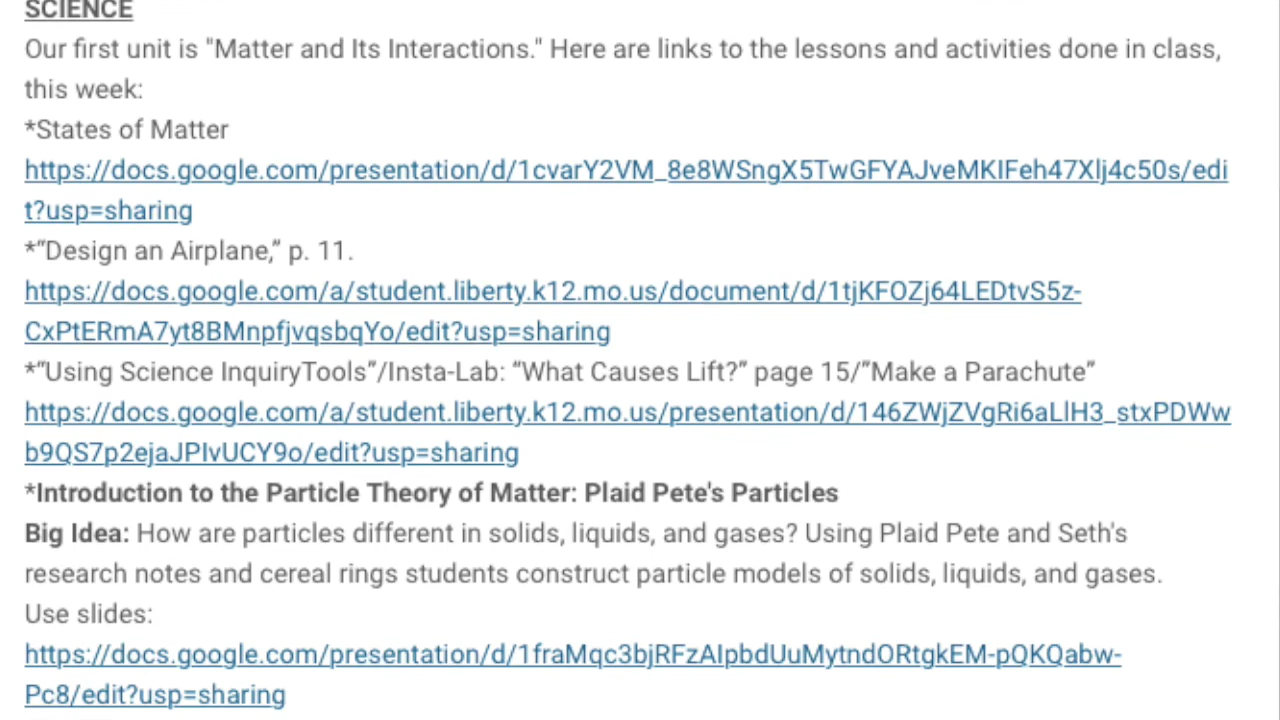 SCIENCE
Our first unit is "Matter and Its Interactions." Here are links to the lessons and activities done in class,
this week:
*States of Matter
https://docs.google.com/presentation/d/1cvarY2VM_8e8WSngX5TwGFYAJveMKIFeh47Xlj4c50s/edi
t?usp=sharing
*“Design an Airplane,” p. 11.
https://docs.google.com/a/student.liberty.k12.mo.us/document/d/1tjKFOZj64LEDtvS5z-
CxPtERmA7yt8BMnpfjvqsbqYo/edit?usp=sharing
*“Using Science InquiryTools”/Insta-Lab: “What Causes Lift?” page 15/”Make a Parachute”
https://docs.google.com/a/student.liberty.k12.mo.us/presentation/d/146ZWjZVgRi6aLlH3_stxPDWw
b9QS7p2ejaJPIvUCY9o/edit?usp=sharing
*Introduction to the Particle Theory of Matter: Plaid Pete's Particles
Big Idea: How are particles different in solids, liquids, and gases? Using Plaid Pete and Seth's
research notes and cereal rings students construct particle models of solids, liquids, and gases.
Use slides:
https://docs.google.com/presentation/d/1fraMqc3bjRFzAIpbdUuMytndORtgkEM-pQKQabw-
Pc8/edit?usp=sharing